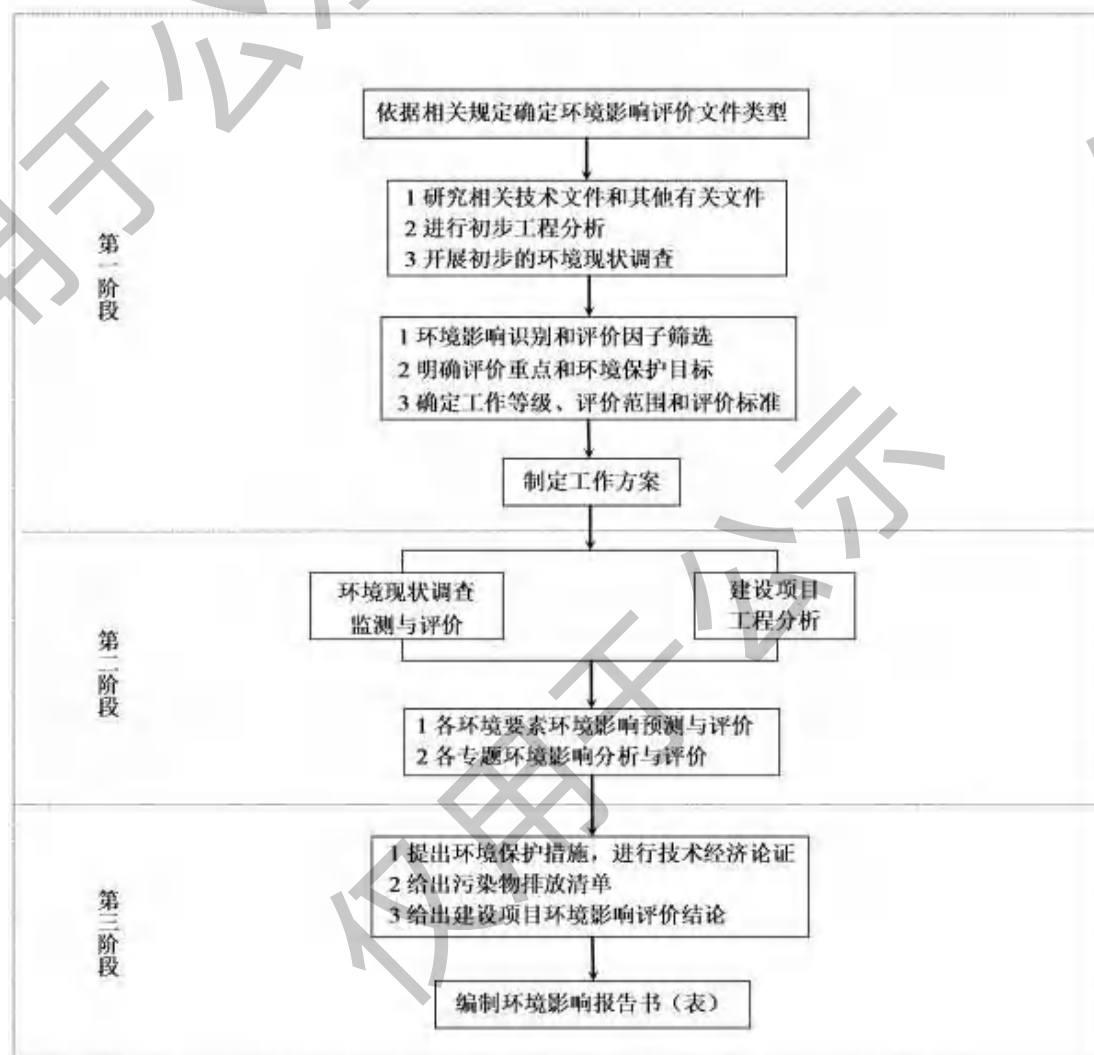 依据相关规定确定环境影响评价文件类型
1 研究相关技术文件和其他有关文件
2 进行初步工程分析
3 开展初步的环境现状调查
第一阶段
1 环境影响识别和评价因子筛选
2 明确评价重点和环境保护目标
3 确定工作等级、评价范围和评价标准
制定工作方案
环境现状调查
监测与评价
建设项目
工程分析
第二阶段
1 各环境要素环境影响预测与评价
2 各专题环境影响分析与评价
1 提出环境保护措施，进行技术经济论证
2 给出污染物排放清单
3 给出建设项目环境影响评价结论
第三阶段
编制环境影响报告书（表）
仅用于公示
用于公示